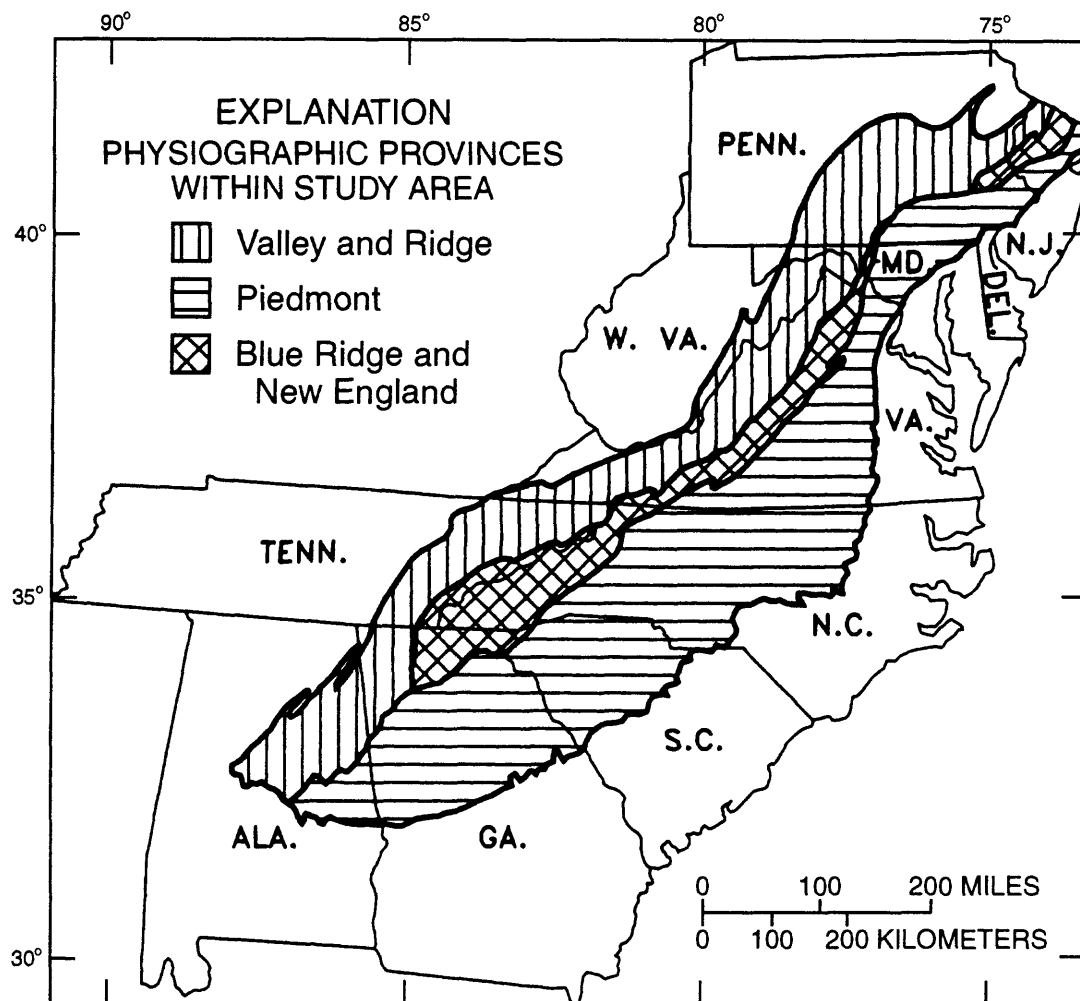 90°
85°
80°
75°
EXPLANATION
PHYSIOGRAPHIC PROVINCES
WITHIN STUDY AREA
Valley and Ridge
Piedmont
Blue Ridge and
New England
40°
35°
30°
PENN.
N.J.
MD.
DEL.
W. VA.
VA.
TENN.
N.C.
S.C.
ALA.
GA.
0 100 200 MILES
0 100 200 KILOMETERS